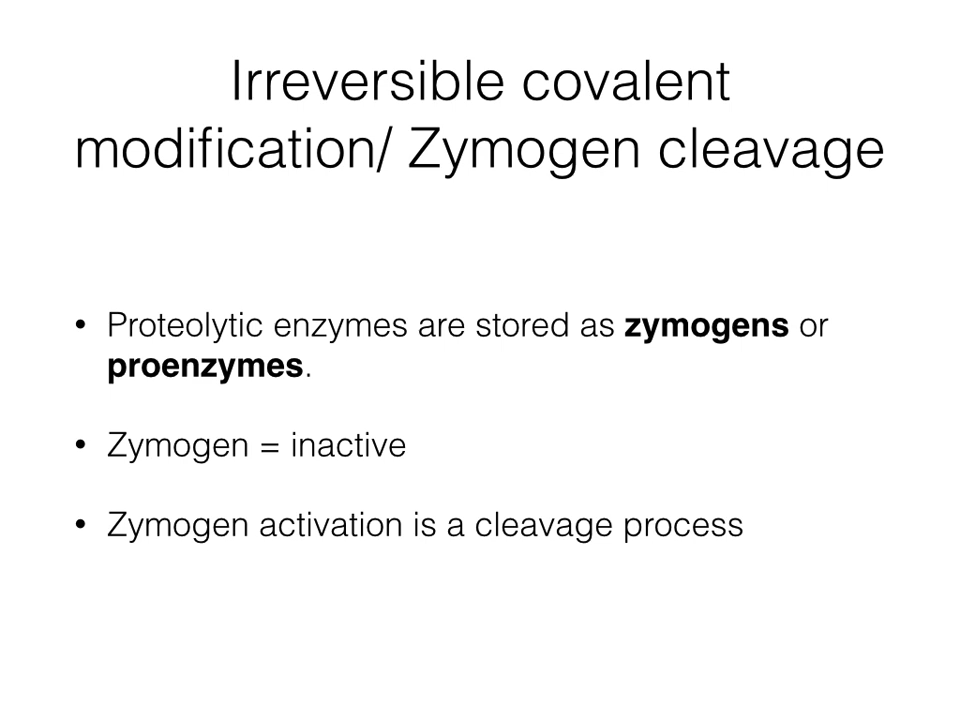 Irreversible covalent
modification/ Zymogen cleavage
• Proteolytic enzymes are stored as zymogens or
proenzymes.
• Zymogen = inactive
• Zymogen activation is a cleavage process